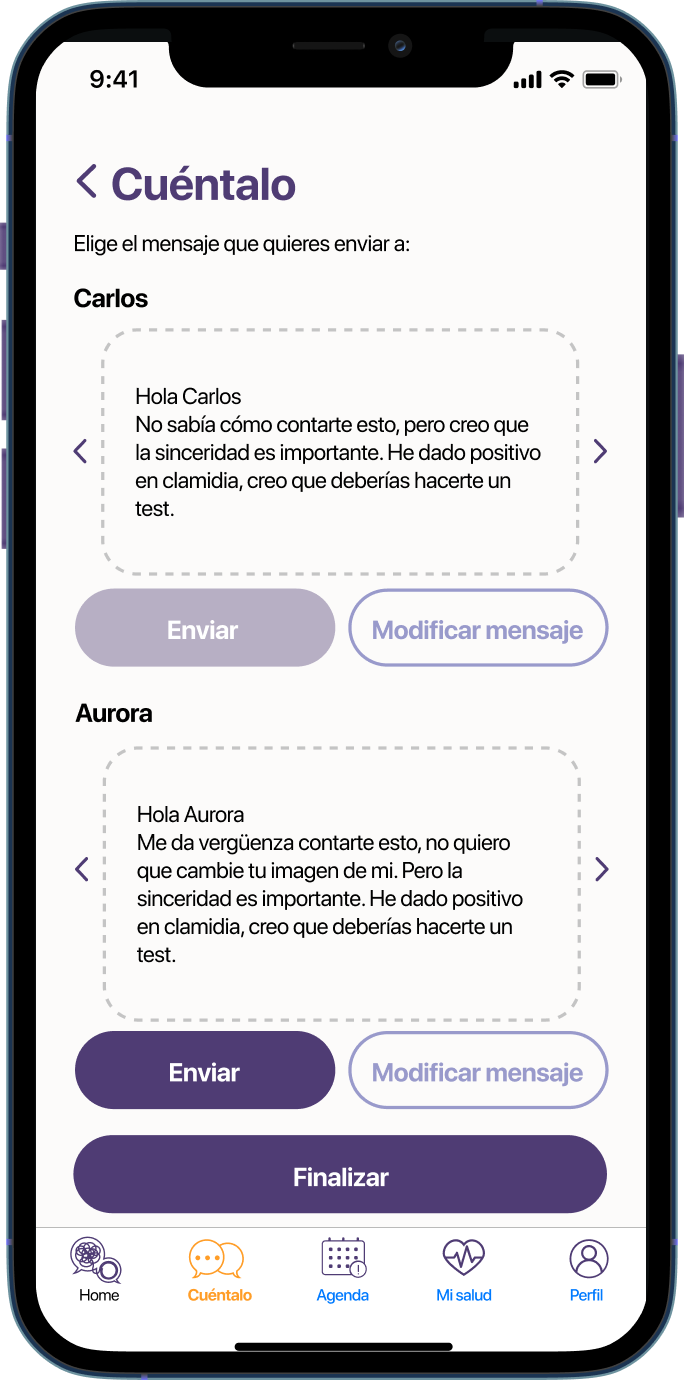 9:41
Cuéntalo
Elige el mensaje que quieres enviar a:
Carlos
Hola Carlos
No sabía cómo contarte esto, pero creo que
la sinceridad es importante. He dado positivo
en clamidia, creo que deberías hacerte un
test.
Enviar
Modificar mensaje
Aurora
Hola Aurora
Me da vergüenza contarte esto, no quiero
que cambie tu imagen de mi. Pero la
sinceridad es importante. He dado positivo
en clamidia, creo que deberías hacerte un
test.
Enviar
Modificar mensaje
Finalizar
Home
Cuéntalo
Agenda
Mi salud
Perfil